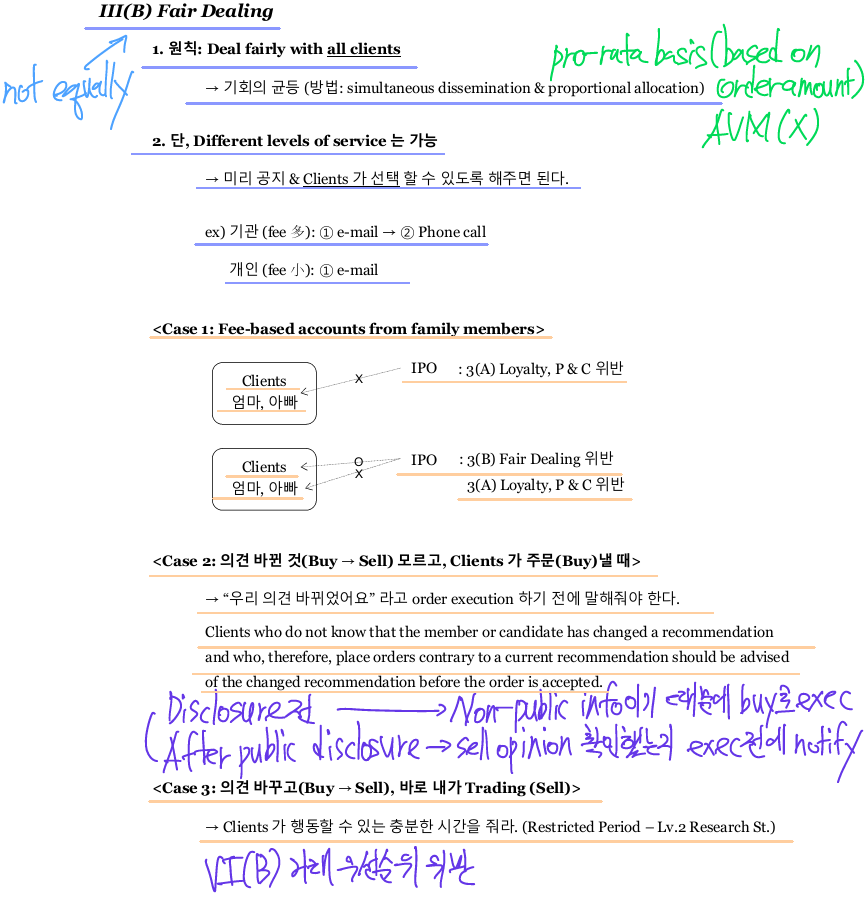 III(B) Fair Dealing
not equally
1. 원칙: Deal fairly with all clients
→ 기회의 균등 (방법: simultaneous dissemination & proportional allocation)
pro-rata basis (based on
order amount)
AUM (X)
2. 단, Different levels of service 는 가능
→ 미리 공지 & Clients 가 선택 할 수 있도록 해주면 된다.
ex) 기관 (fee 多): ① e-mail → ② Phone call
개인 (fee 小): ① e-mail
<Case 1: Fee-based accounts from family members>
Clients
엄마, 아빠
X
IPO : 3(A) Loyalty, P & C 위반
Clients
엄마, 아빠
O
X
IPO : 3(B) Fair Dealing 위반
3(A) Loyalty, P & C 위반
<Case 2: 의견 바뀐 것(Buy → Sell) 모르고, Clients 가 주문(Buy)낼 때>
→ “우리 의견 바뀌었어요” 라고 order execution 하기 전에 말해줘야 한다.
Clients who do not know that the member or candidate has changed a recommendation
and who, therefore, place orders contrary to a current recommendation should be advised
of the changed recommendation before the order is accepted.
Disclosure전 → Non-public info이기 때문에 buy로 exec
After public disclosure → sell opinion 확인했는지 exec전에 notify
<Case 3: 의견 바꾸고(Buy → Sell), 바로 내가 Trading (Sell)>
→ Clients 가 행동할 수 있는 충분한 시간을 줘라. (Restricted Period – Lv.2 Research St.)
VI(B) 거래 우선순위 위반